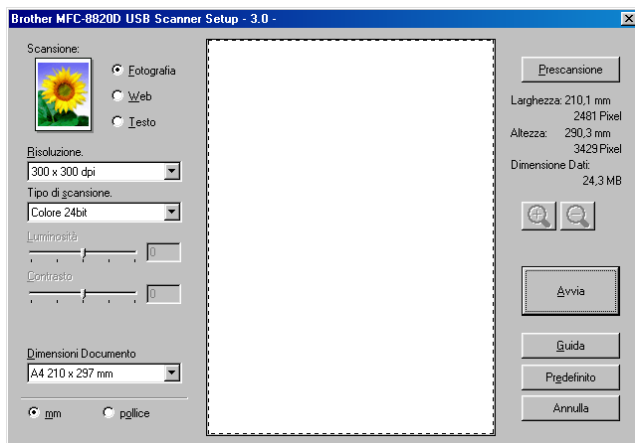 Brother MFC-8820D USB Scanner Setup - 3.0 -
Scansione:
Fotografia
Web
Testo
Risoluzione.
300 x 300 dpi
Tipo di scansione.
Colore 24bit
Luminosità
0
Contrasto
0
Dimensioni Documento
A4 210 x 297 mm
mm
pollice
Prescansione
Larghezza: 210,1 mm
2481 Pixel
Altezza: 290,3 mm
3429 Pixel
Dimensione Dati:
24,3 MB
Avvia
Guida
Predefinito
Annulla